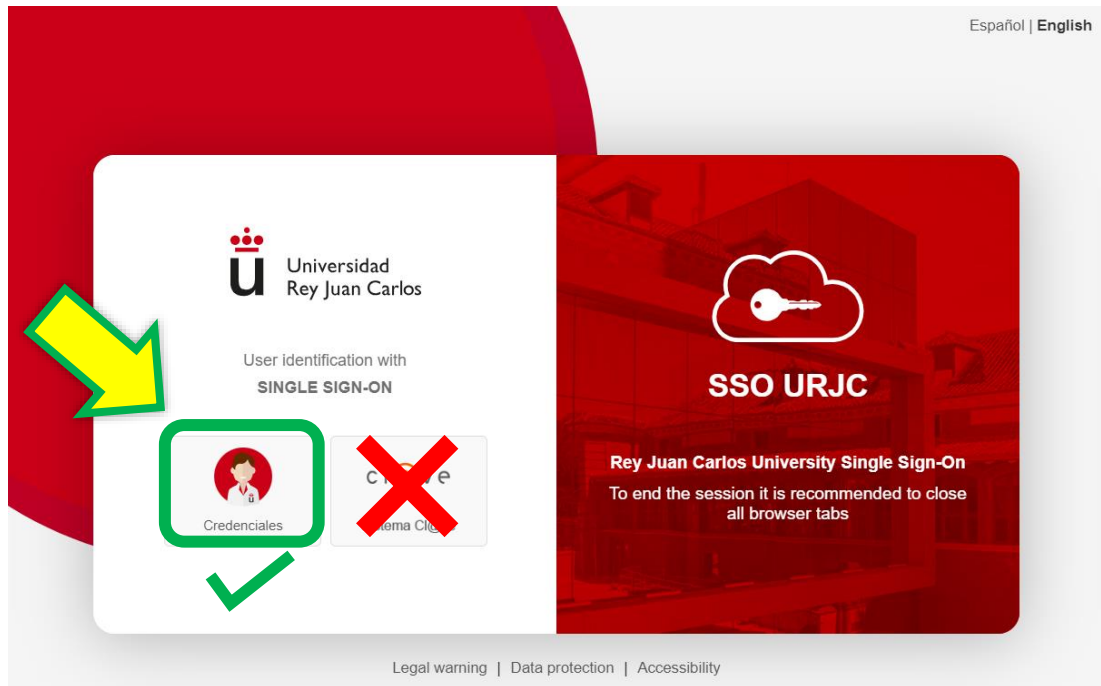 Español | English
Universidad
Rey Juan Carlos
User identification with
SINGLE SIGN-ON
Credenciales
SSO URJC
Rey Juan Carlos University Single Sign-On
To end the session it is recommended to close
all browser tabs
Legal warning | Data protection | Accessibility